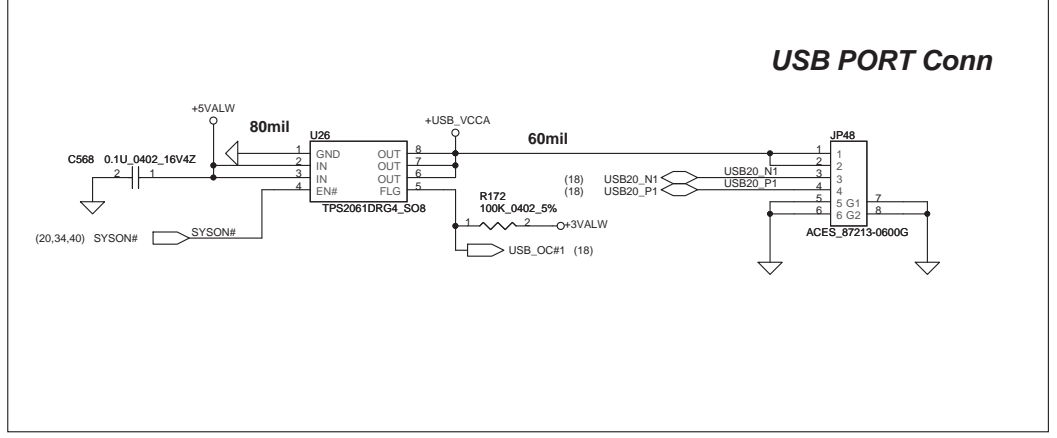 USB PORT Conn
+5VALW
80mil
U26
+USB_VCCA
60mil
JP48
C568 0.1U_0402_16V4Z
2 1
1 GND OUT 8
2 IN OUT 7
3 IN OUT 6
4 EN# FLG 5
TPS2061DRG4_SO8
R172
100K_0402_5%
1 2 +3VALW
(20,34,40) SYSON# SYSON#
USB_OC#1 (18)
1 1
2 2
(18) USB20_N1 USB20_N1 3 3
(18) USB20_P1 USB20_P1 4 4
5 5 G1 7
6 6 G2 8
ACES_87213-0600G